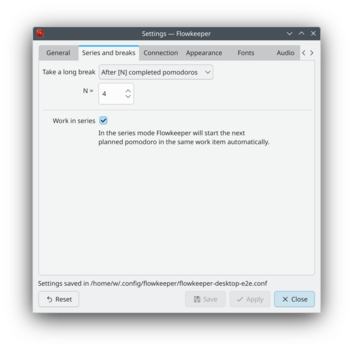 Settings — Flowkeeper
General Series and breaks Connection Appearance Fonts Audio
Take a long break After [N] completed pomodoros
N = 4
Work in series
In the series mode Flowkeeper will start the next
planned pomodoro in the same work item automatically.
Settings saved in /home/w/.config/flowkeeper/flowkeeper-desktop-e2e.conf
Reset Save Apply Close